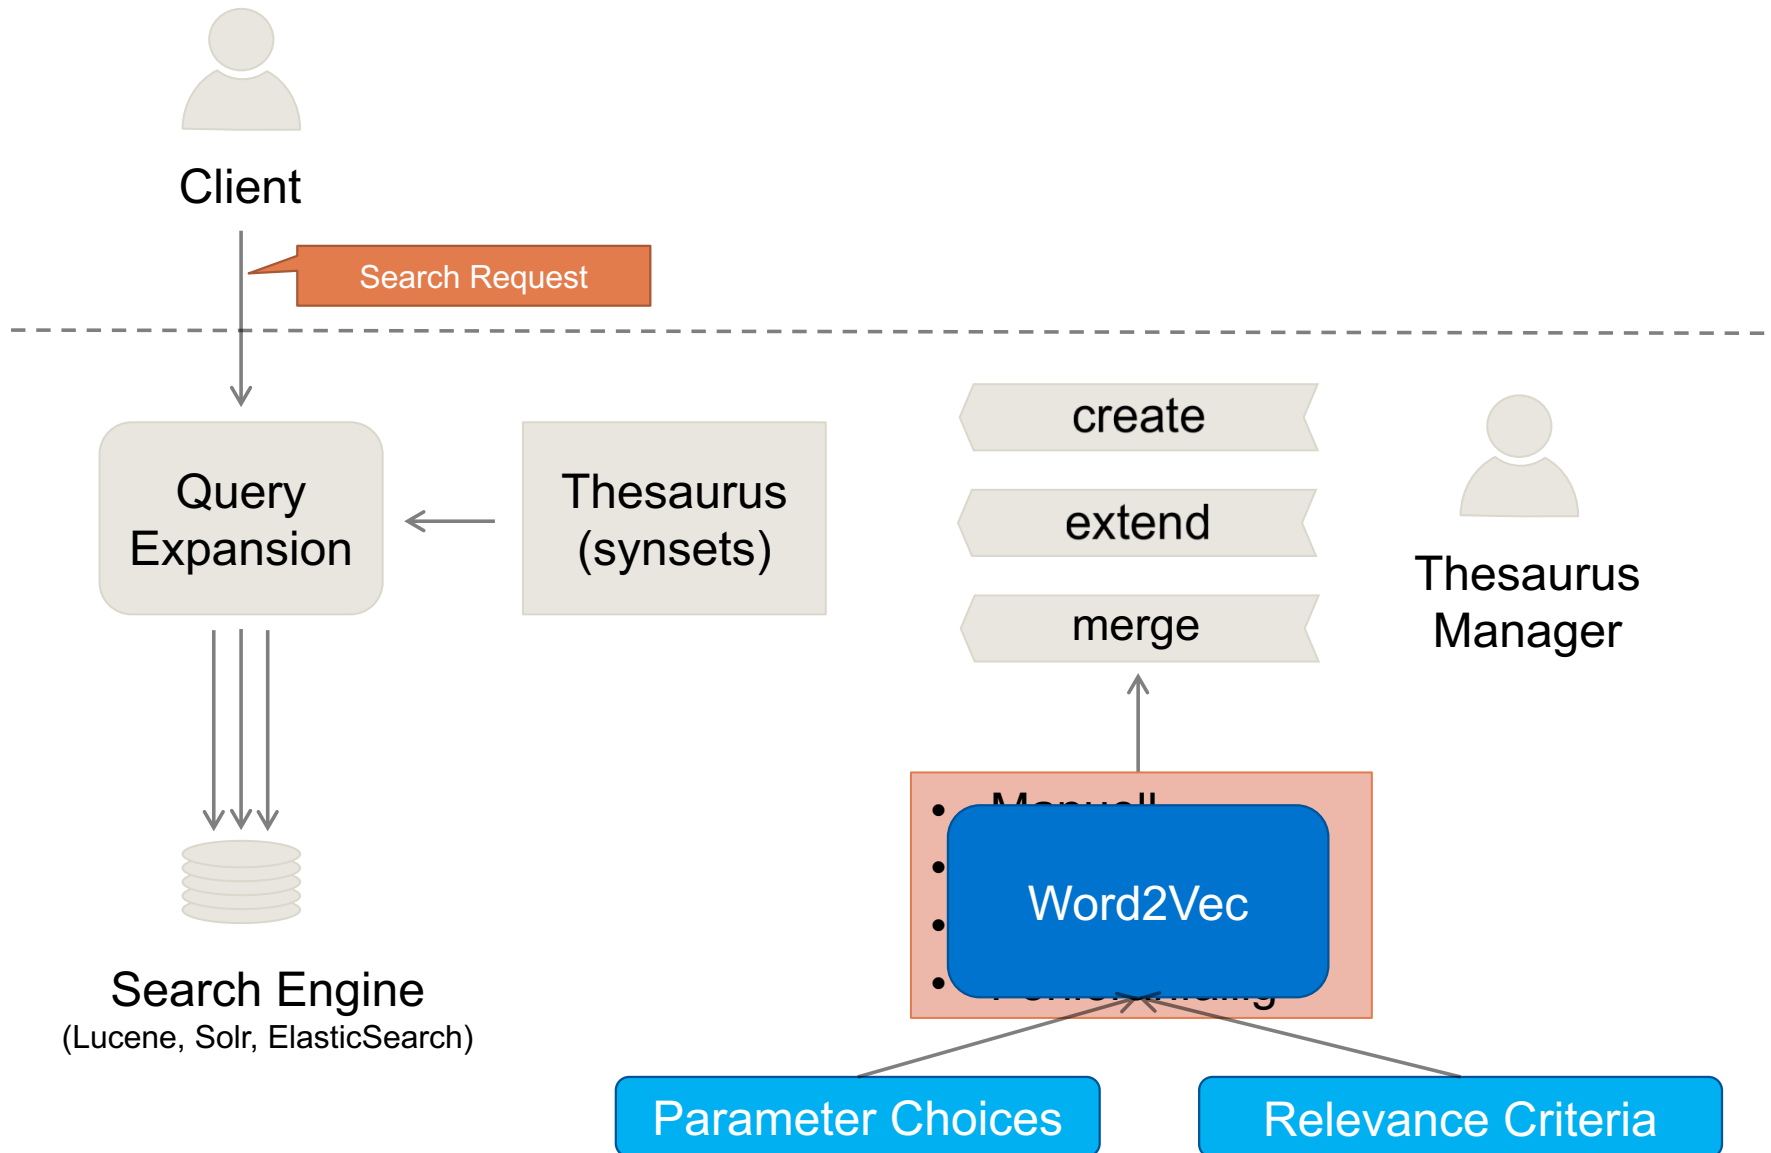 Client
Search Request
Query
Expansion
Thesaurus
(synsets)
create
extend
merge
Thesaurus
Manager
Word2Vec
Search Engine
(Lucene, Solr, ElasticSearch)
Parameter Choices
Relevance Criteria